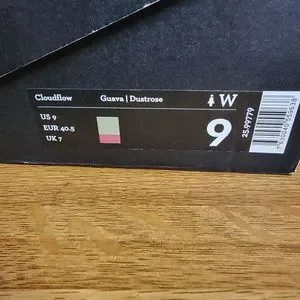 Cloudflow
Guava | Dustrose
W
US 9
EUR 40.5
UK 7
9
25.99779